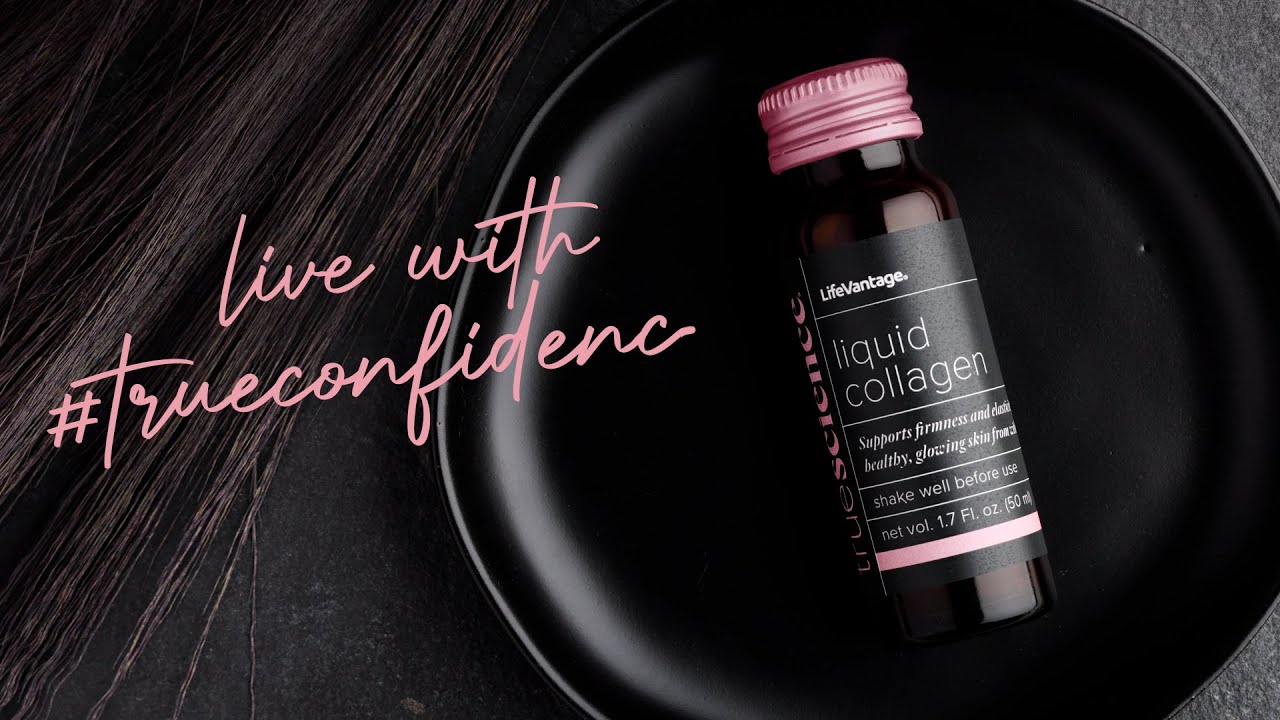 live with
#trueconfidenc
LifeVantage.
truescience
liquid
collagen
Supports firmness and
healthy, glowing skin from
shake well before use
net vol. 1.7 Fl. oz. (50 ml)